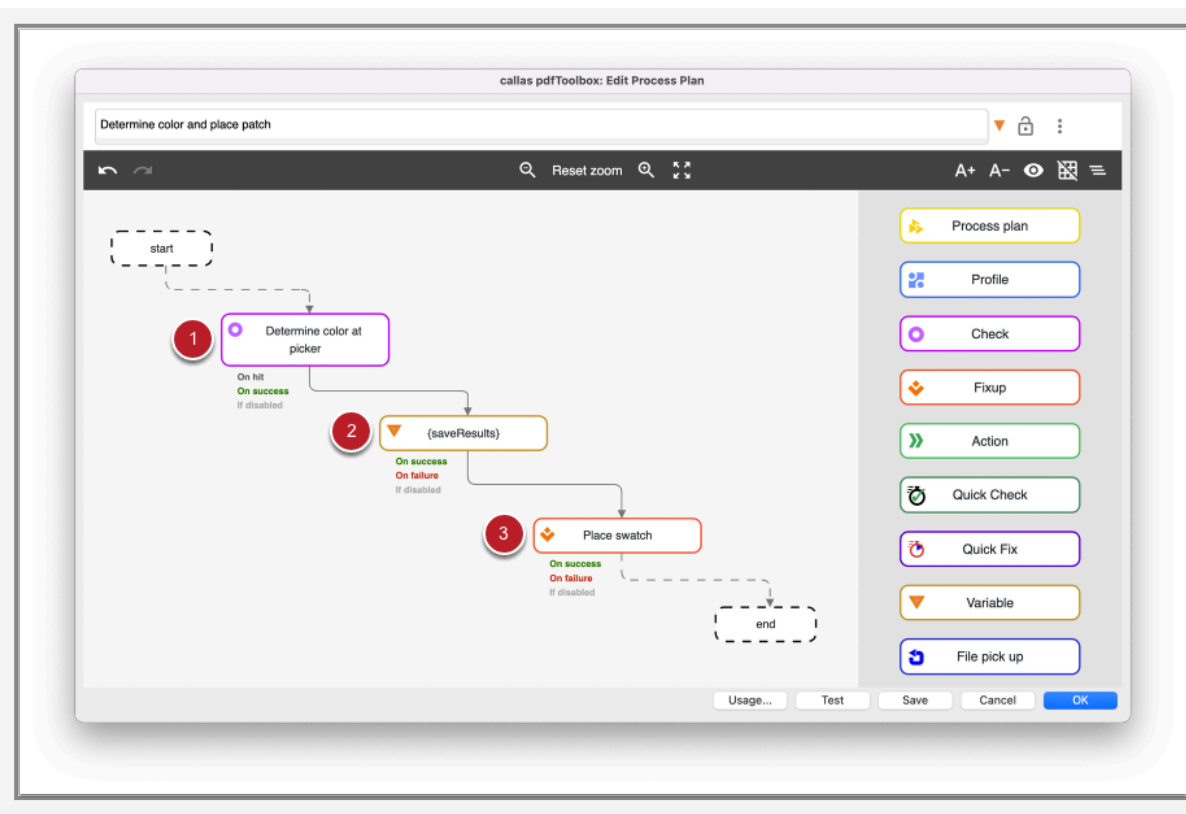 callas pdfToolbox: Edit Process Plan
Determine color and place patch
Reset zoom
A+ A-
start
1
Determine color at
picker
On hit
On success
If disabled
2
{saveResults}
On success
On failure
If disabled
3
Place swatch
On success
On failure
If disabled
end
Process plan
Profile
Check
Fixup
Action
Quick Check
Quick Fix
Variable
File pick up
Usage... Test Save Cancel OK